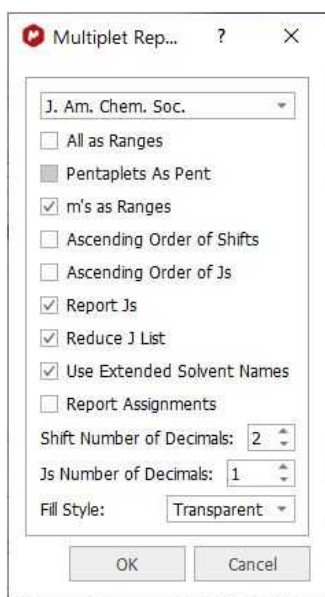 Multiplet Rep... ?
J. Am. Chem. Soc.
All as Ranges
Pentaplets As Pent
m's as Ranges
Ascending Order of Shifts
Ascending Order of Js
Report Js
Reduce J List
Use Extended Solvent Names
Report Assignments
Shift Number of Decimals: 2
Js Number of Decimals: 1
Fill Style: Transparent
OK Cancel